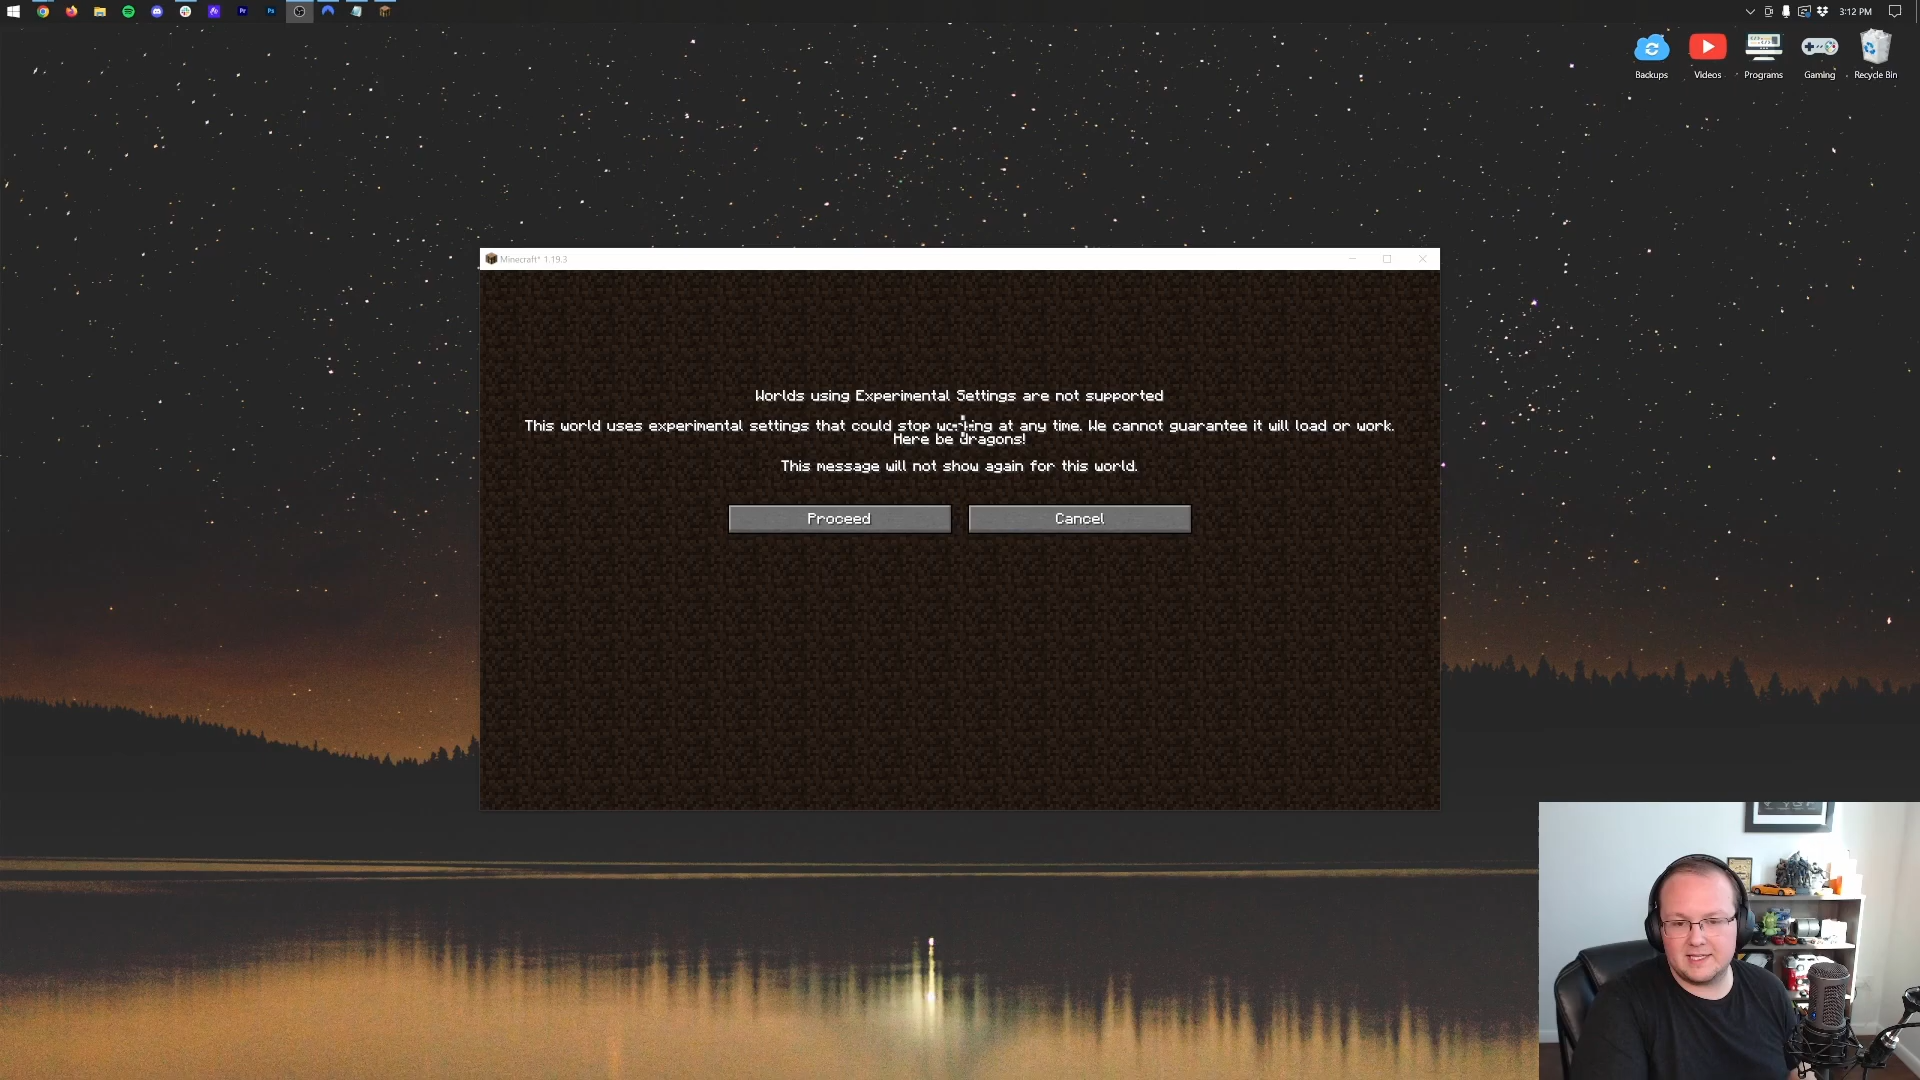 3:12 PM
Backups
Videos
Programs
Gaming
Recycle Bin
Minecraft* 1.19.3
Worlds using Experimental Settings are not supported
This world uses experimental settings that could stop working at any time. We cannot guarantee it will load or work.
Here be dragons!
This message will not show again for this world.
Proceed
Cancel